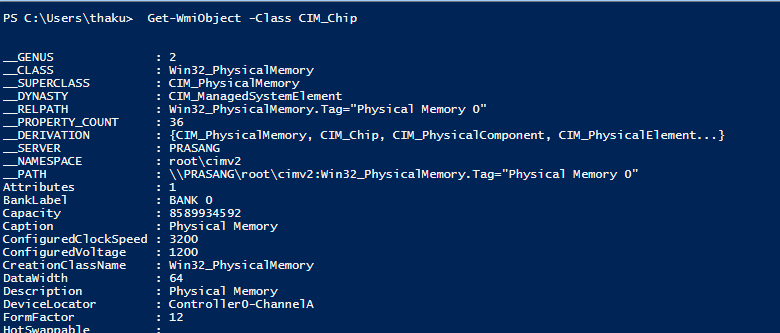 PS C:\Users\thaku>  Get-WmiObject -Class CIM_Chip
__GENUS                : 2
__CLASS                : Win32_PhysicalMemory
__SUPERCLASS           : CIM_PhysicalMemory
__DYNASTY              : CIM_ManagedSystemElement
__RELPATH              : Win32_PhysicalMemory.Tag="Physical Memory 0"
__PROPERTY_COUNT       : 36
__DERIVATION           : {CIM_PhysicalMemory, CIM_Chip, CIM_PhysicalComponent, CIM_PhysicalElement...}
__SERVER               : PRASANG
__NAMESPACE            : root\cimv2
__PATH                 : \\PRASANG\root\cimv2:Win32_PhysicalMemory.Tag="Physical Memory 0"
Attributes             : 1
BankLabel              : BANK 0
Capacity               : 8589934592
Caption                : Physical Memory
ConfiguredClockSpeed   : 3200
ConfiguredVoltage      : 1200
CreationClassName      : Win32_PhysicalMemory
DataWidth              : 64
Description            : Physical Memory
DeviceLocator          : Controller0-ChannelA
FormFactor             : 12
HotSwappable           :